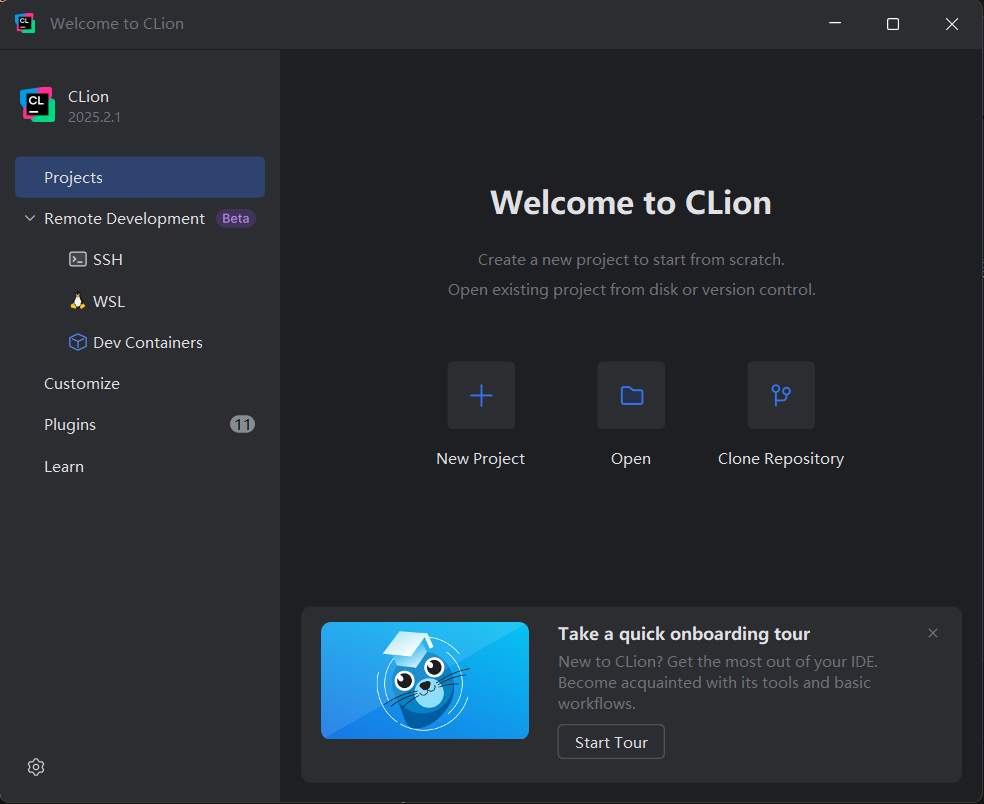 Welcome to CLion
CL
CLion
2025.2.1
Projects
Remote Development Beta
SSH
WSL
Dev Containers
Customize
Plugins 11
Learn
Welcome to CLion
Create a new project to start from scratch.
Open existing project from disk or version control.
New Project
Open
Clone Repository
Take a quick onboarding tour
New to CLion? Get the most out of your IDE.
Become acquainted with its tools and basic
workflows.
Start Tour